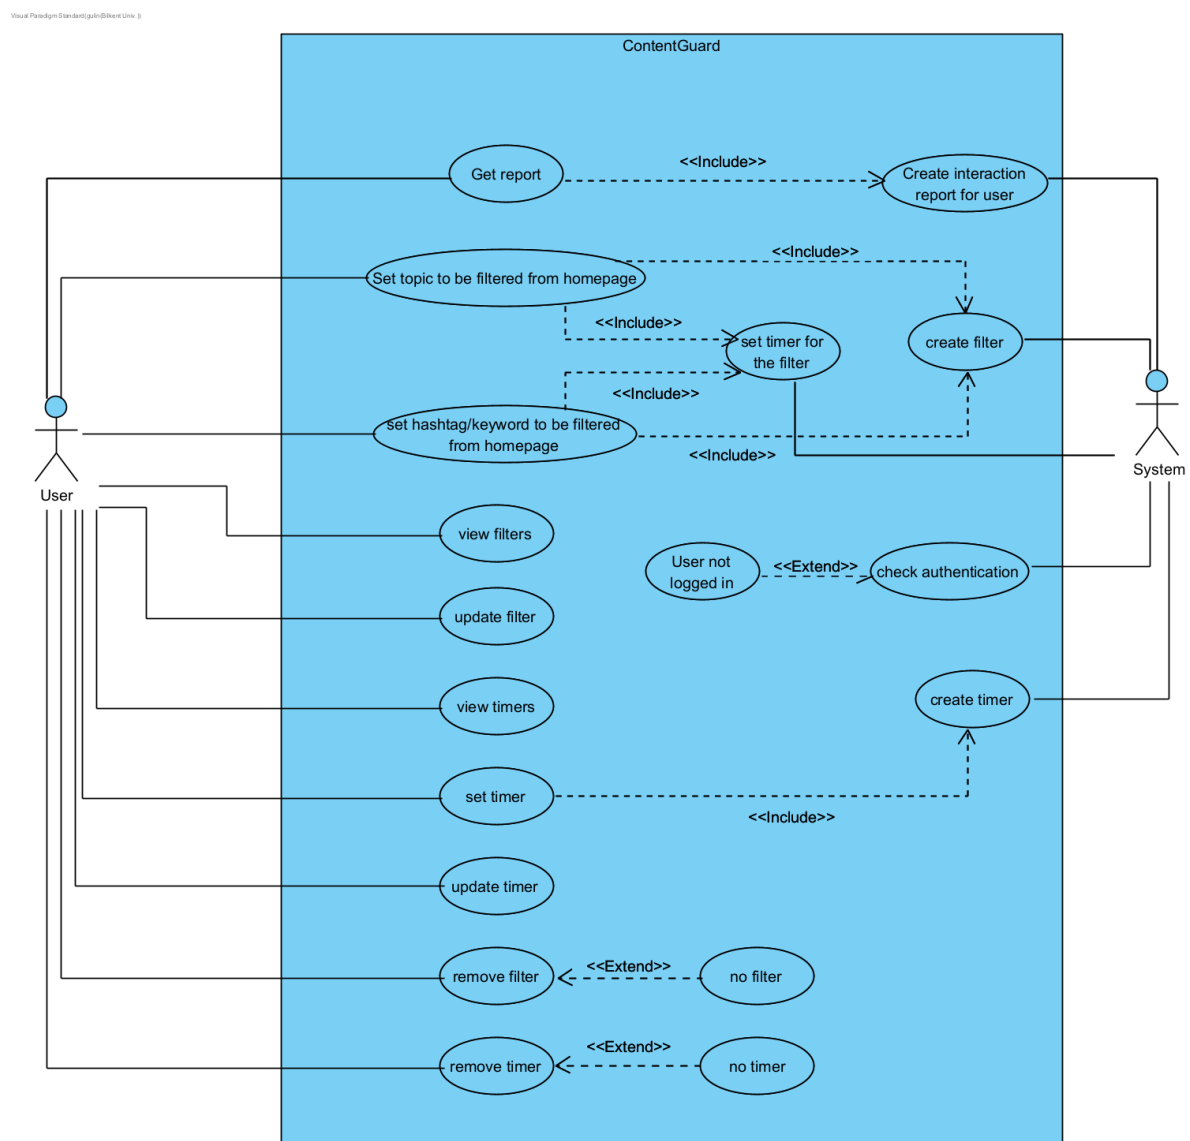 Visual Paradigm Standard(gulin(Bilkent Univ.))
ContentGuard
Get report
<<Include>>
Create interaction
report for user
Set topic to be filtered from homepage
<<Include>>
<<Include>>
set timer for
the filter
create filter
<<Include>>
set hashtag/keyword to be filtered
from homepage
<<Include>>
User
System
view filters
User not
logged in
<<Extend>>
check authentication
update filter
view timers
create timer
set timer
<<Include>>
update timer
remove filter
<<Extend>>
no filter
remove timer
<<Extend>>
no timer